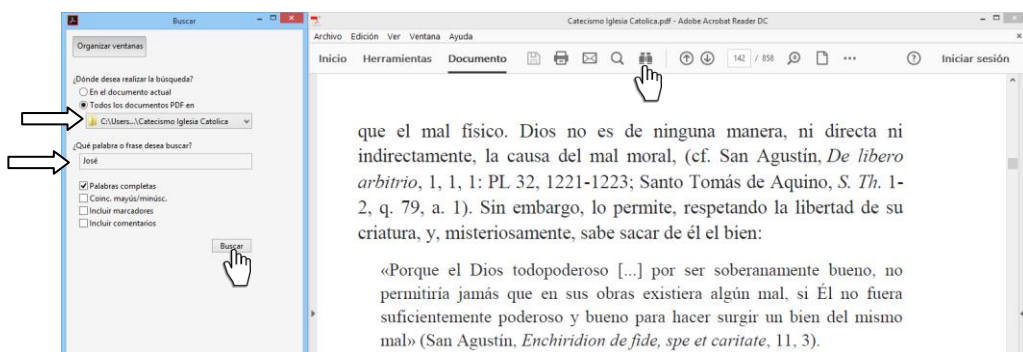 Buscar
Organizar ventanas
¿Dónde desea realizar la búsqueda?
En el documento actual
Todos los documentos PDF en
C:\Users...\Catecismo Iglesia Catolica
¿Qué palabra o frase desea buscar?
José
Palabras completas
Coinc. mayús/minúsc.
Incluir marcadores
Incluir comentarios
Buscar
Catecismo Iglesia Catolica.pdf - Adobe Acrobat Reader DC
Archivo Edición Ver Ventana Ayuda
Inicio Herramientas Documento 142 / 858 Iniciar sesión
que el mal físico. Dios no es de ninguna manera, ni directa ni
indirectamente, la causa del mal moral, (cf. San Agustín, De libero
arbitrio, 1, 1, 1: PL 32, 1221-1223; Santo Tomás de Aquino, S. Th. 1-
2, q. 79, a. 1). Sin embargo, lo permite, respetando la libertad de su
criatura, y, misteriosamente, sabe sacar de él el bien:
«Porque el Dios todopoderoso [...] por ser soberanamente bueno, no
permitiría jamás que en sus obras existiera algún mal, si Él no fuera
suficientemente poderoso y bueno para hacer surgir un bien del mismo
mal» (San Agustín, Enchiridion de fide, spe et caritate, 11, 3).